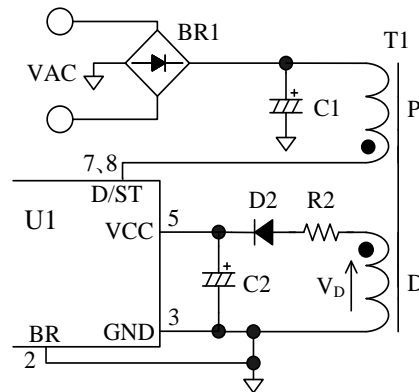 BR1
T1
VAC
+
C1
P
7、8
D/ST
U1
VCC
5
D2
R2
+
C2
V_D
D
BR
GND
3
2